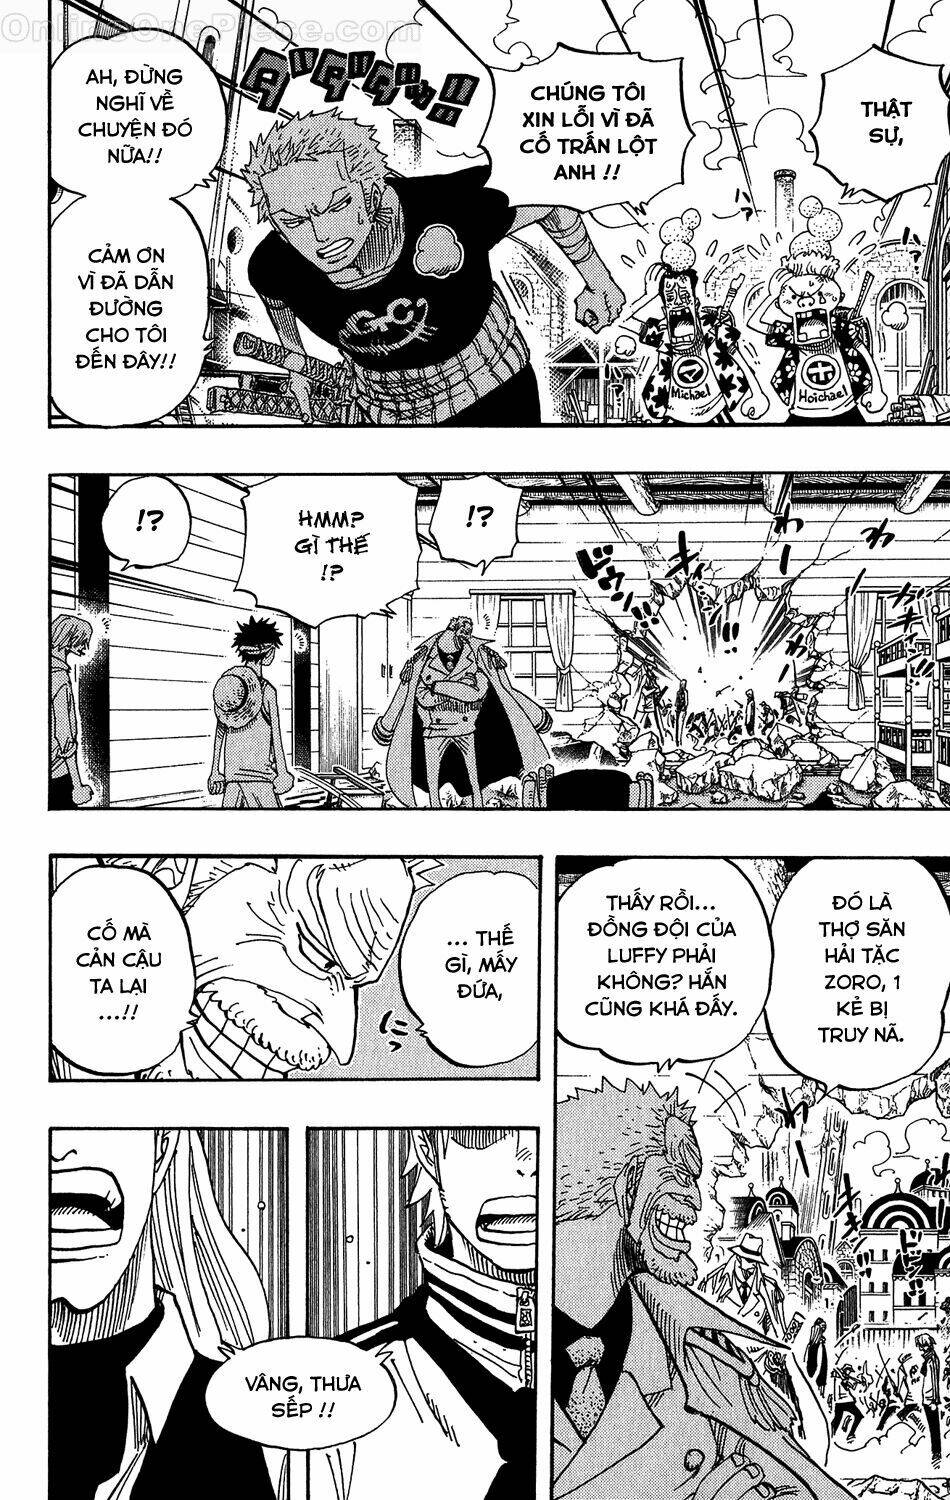 OnlineOnePiece.com
THẬT
SỰ,
CHÚNG TÔI
XIN LỖI VÌ ĐÃ
CỐ TRẤN LỘT
ANH !!
AH, ĐỪNG
NGHĨ VỀ
CHUYỆN ĐÓ
NỮA!!
CẢM ƠN
VÌ ĐÃ DẪN
ĐƯỜNG
CHO TÔI
ĐẾN ĐÂY!!
Michael
Hoichael
!?
HMM?
GÌ THẾ
!?
!?
ĐÓ LÀ
THỢ SĂN
HẢI TẶC
ZORO, 1
KẺ BỊ
TRUY NÃ.
THẤY RỒI...
ĐỒNG ĐỘI CỦA
LUFFY PHẢI
KHÔNG? HẮN
CŨNG KHÁ ĐẤY.
... THẾ
GÌ, MẤY
ĐỨA,
CỐ MÀ
CẢN CẬU
TA LẠI
...!!
VÂNG, THƯA
SẾP !!